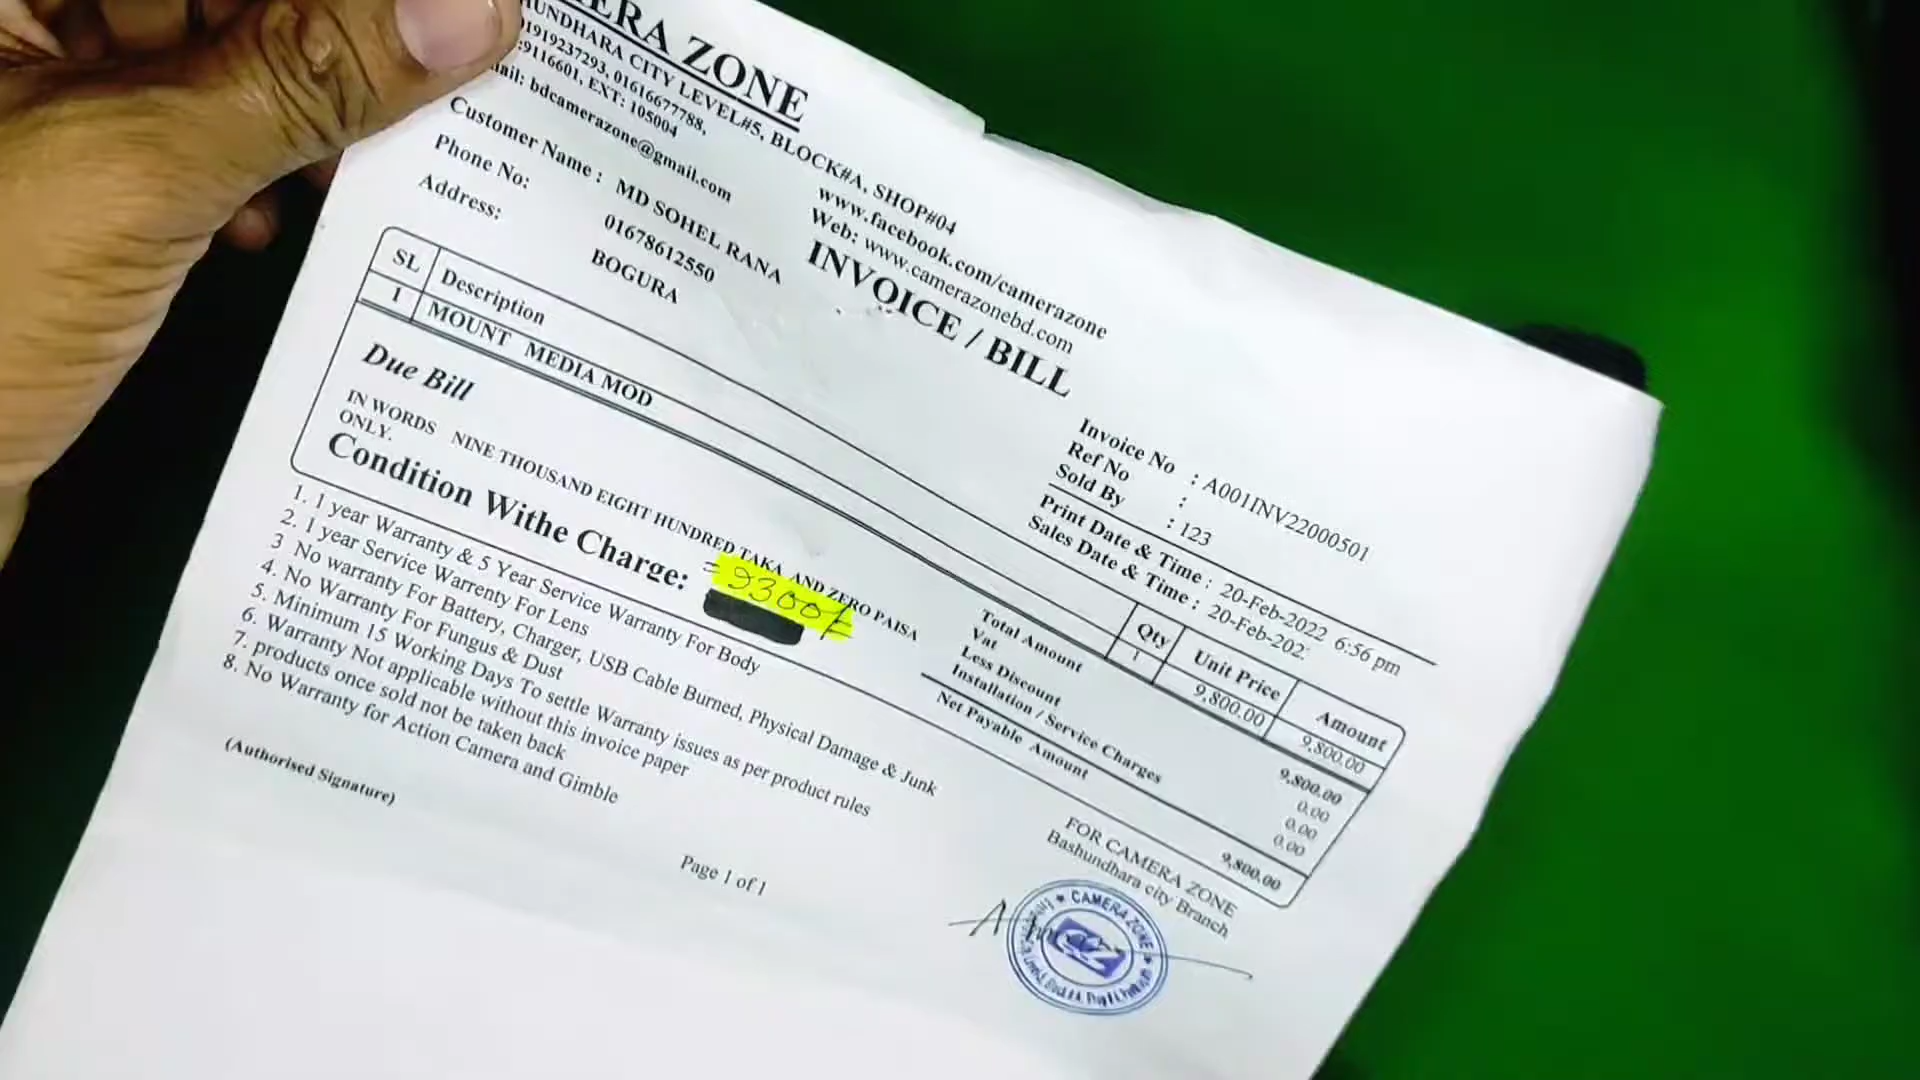 ERA ZONE
UNDHARA CITY LEVEL#5, BLOCK#A, SHOP#04
1919237293, 01616677788,
:9116601, EXT: 105004
ail: bdcamerazone@gmail.com
www.facebook.com/camerazone
Web: www.camerazonebd.com
INVOICE / BILL
Customer Name : MD SOHEL RANA
Phone No: 01678612550
Address: BOGURA
Invoice No : A001INV22000501
Ref No :
Sold By : 123
Print Date & Time : 20-Feb-2022 6:56 pm
Sales Date & Time : 20-Feb-202
SL Description Qty Unit Price Amount
1 MOUNT MEDIA MOD 1 9,800.00 9,800.00
Due Bill
Total Amount 9,800.00
Vat 0.00
Less Discount 0.00
Installation / Service Charges 0.00
Net Payable Amount 9,800.00
IN WORDS NINE THOUSAND EIGHT HUNDRED TAKA AND ZERO PAISA
ONLY.
Condition Withe Charge: = 9300/=
1. 1 year Warranty & 5 Year Service Warranty For Body
2. 1 year Service Warrenty For Lens
3 No warranty For Battery, Charger, USB Cable Burned, Physical Damage & Junk
4. No Warranty For Fungus & Dust
5. Minimum 15 Working Days To settle Warranty issues as per product rules
6. Warranty Not applicable without this invoice paper
7. products once sold not be taken back
8. No Warranty for Action Camera and Gimble
(Authorised Signature)
Page 1 of 1
FOR CAMERA ZONE
Bashundhara city Branch
CAMERA ZONE